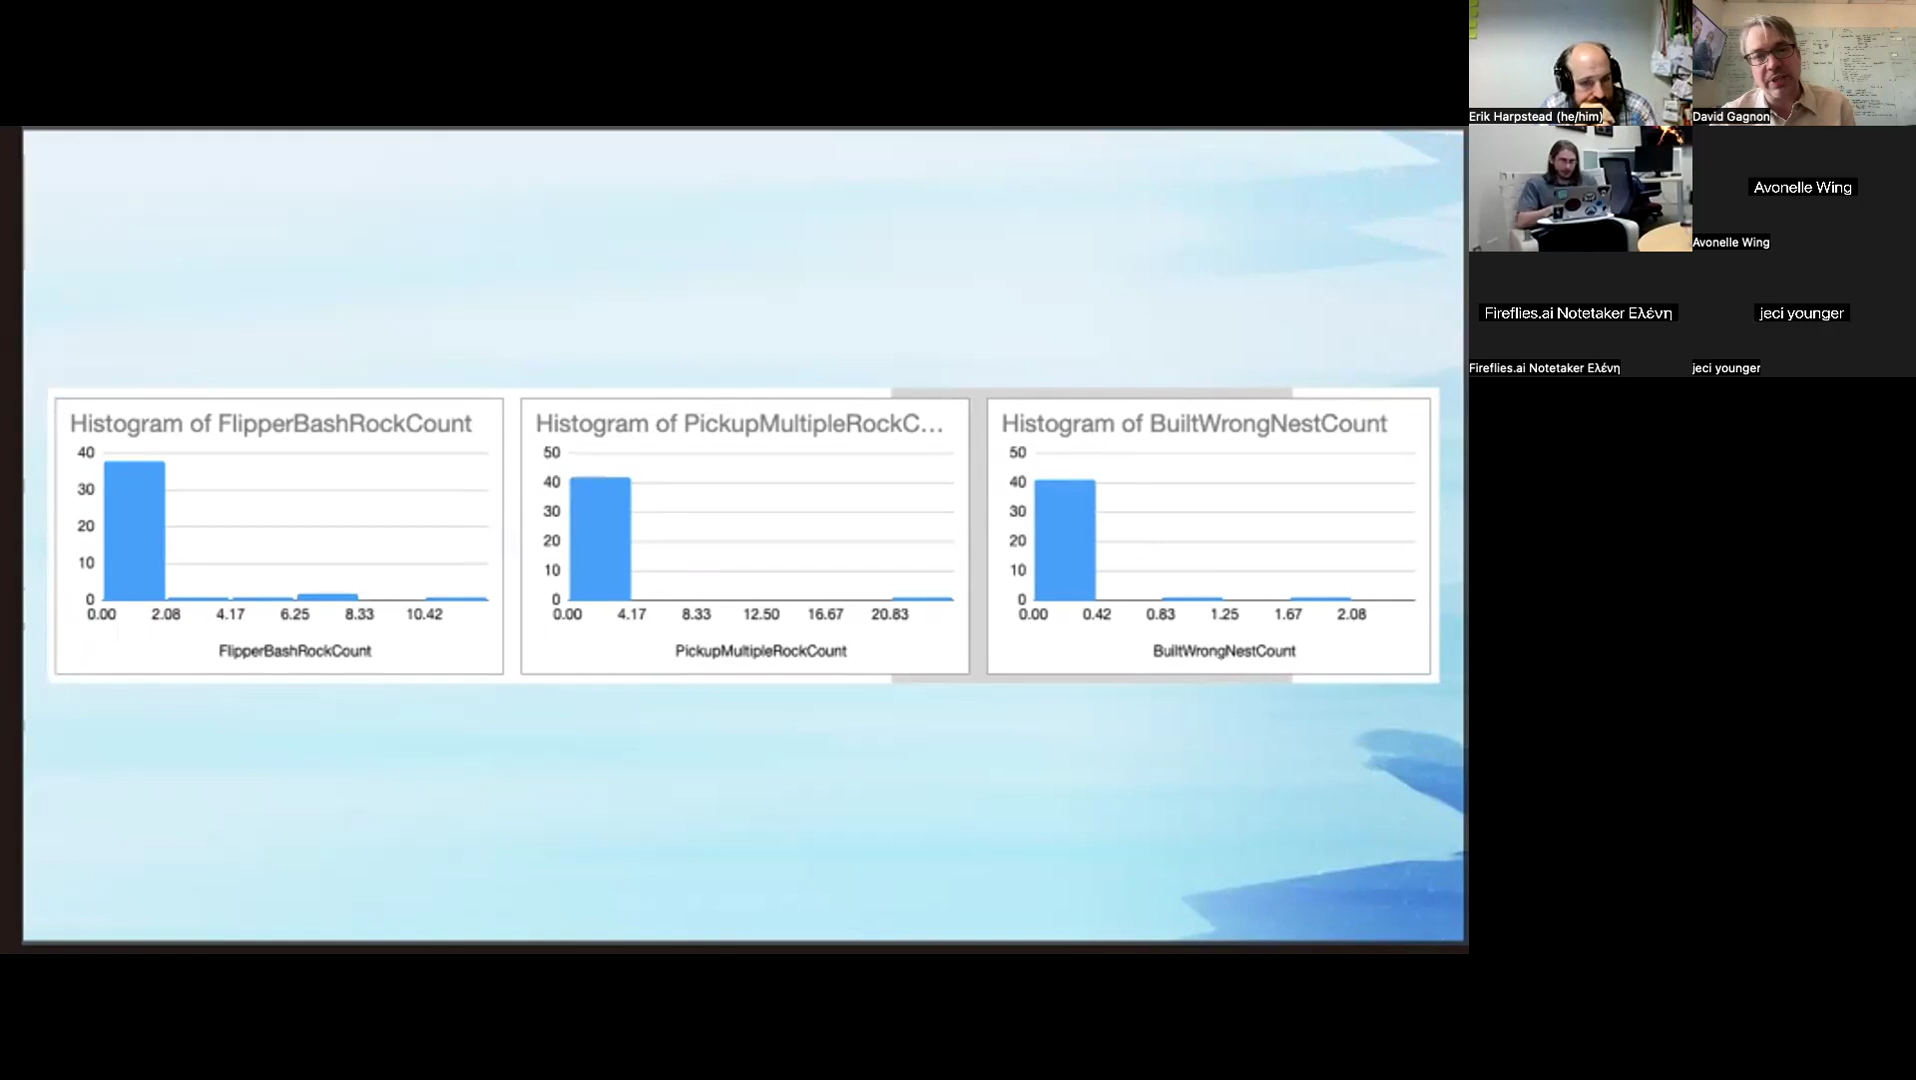 Erik Harpstead (he/him)
David Gagnon
Avonelle Wing
Avonelle Wing
Fireflies.ai Notetaker Ελένη
jeci younger
Fireflies.ai Notetaker Ελένη
jeci younger
Histogram of FlipperBashRockCount
40
30
20
10
0
0.00 2.08 4.17 6.25 8.33 10.42
FlipperBashRockCount
Histogram of PickupMultipleRockC...
50
40
30
20
10
0
0.00 4.17 8.33 12.50 16.67 20.83
PickupMultipleRockCount
Histogram of BuiltWrongNestCount
50
40
30
20
10
0
0.00 0.42 0.83 1.25 1.67 2.08
BuiltWrongNestCount